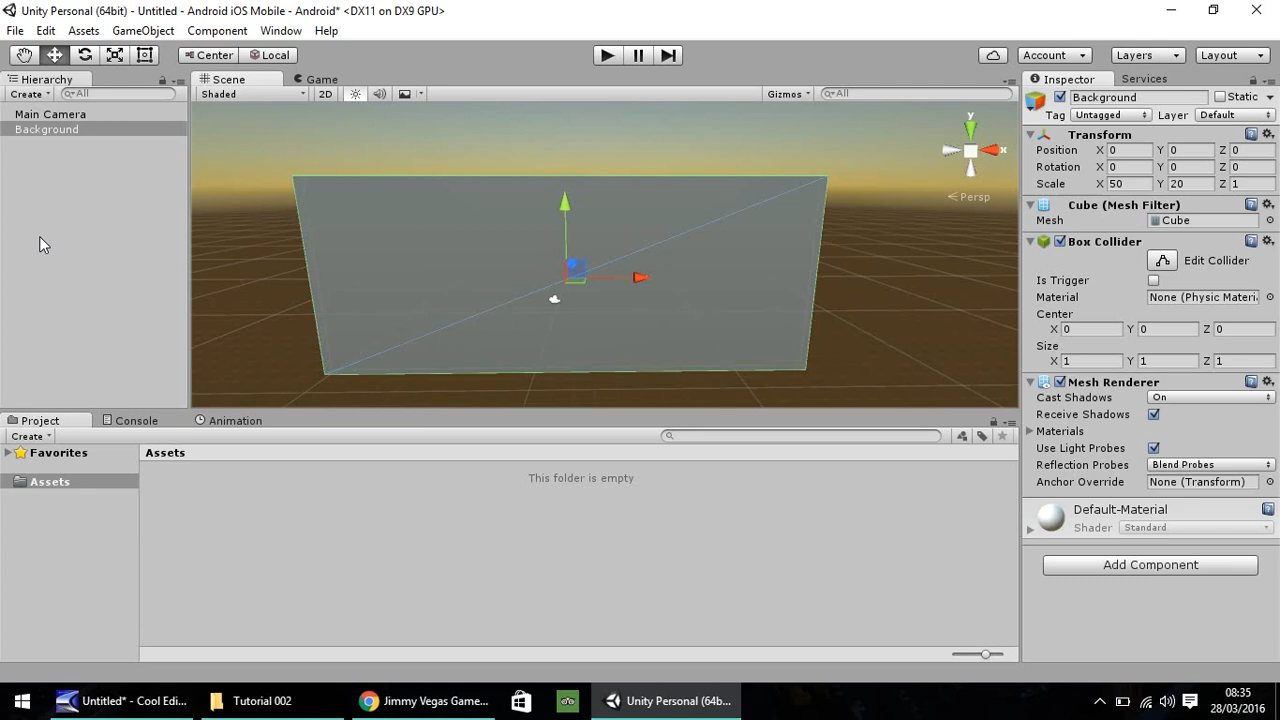 Unity Personal (64bit) - Untitled - Android iOS Mobile - Android* <DX11 on DX9 GPU>
File Edit Assets GameObject Component Window Help
Center Local Account Layers Layout
Hierarchy Scene Game Inspector Services
Create All Shaded 2D Gizmos All Background Static
Main Camera
Background
Tag Untagged Layer Default
Transform
Position X 0 Y 0 Z 0
Rotation X 0 Y 0 Z 0
Scale X 50 Y 20 Z 1
y
x
Persp
Cube (Mesh Filter)
Mesh Cube
Box Collider
Edit Collider
Is Trigger
Material None (Physic Materi
Center
X 0 Y 0 Z 0
Size
X 1 Y 1 Z 1
Mesh Renderer
Cast Shadows On
Receive Shadows
Materials
Use Light Probes
Reflection Probes Blend Probes
Anchor Override None (Transform)
Default-Material
Shader Standard
Add Component
Project Console Animation
Create
Favorites Assets
Assets This folder is empty
Untitled* - Cool Edi... Tutorial 002 Jimmy Vegas Game... Unity Personal (64b...
08:35
28/03/2016